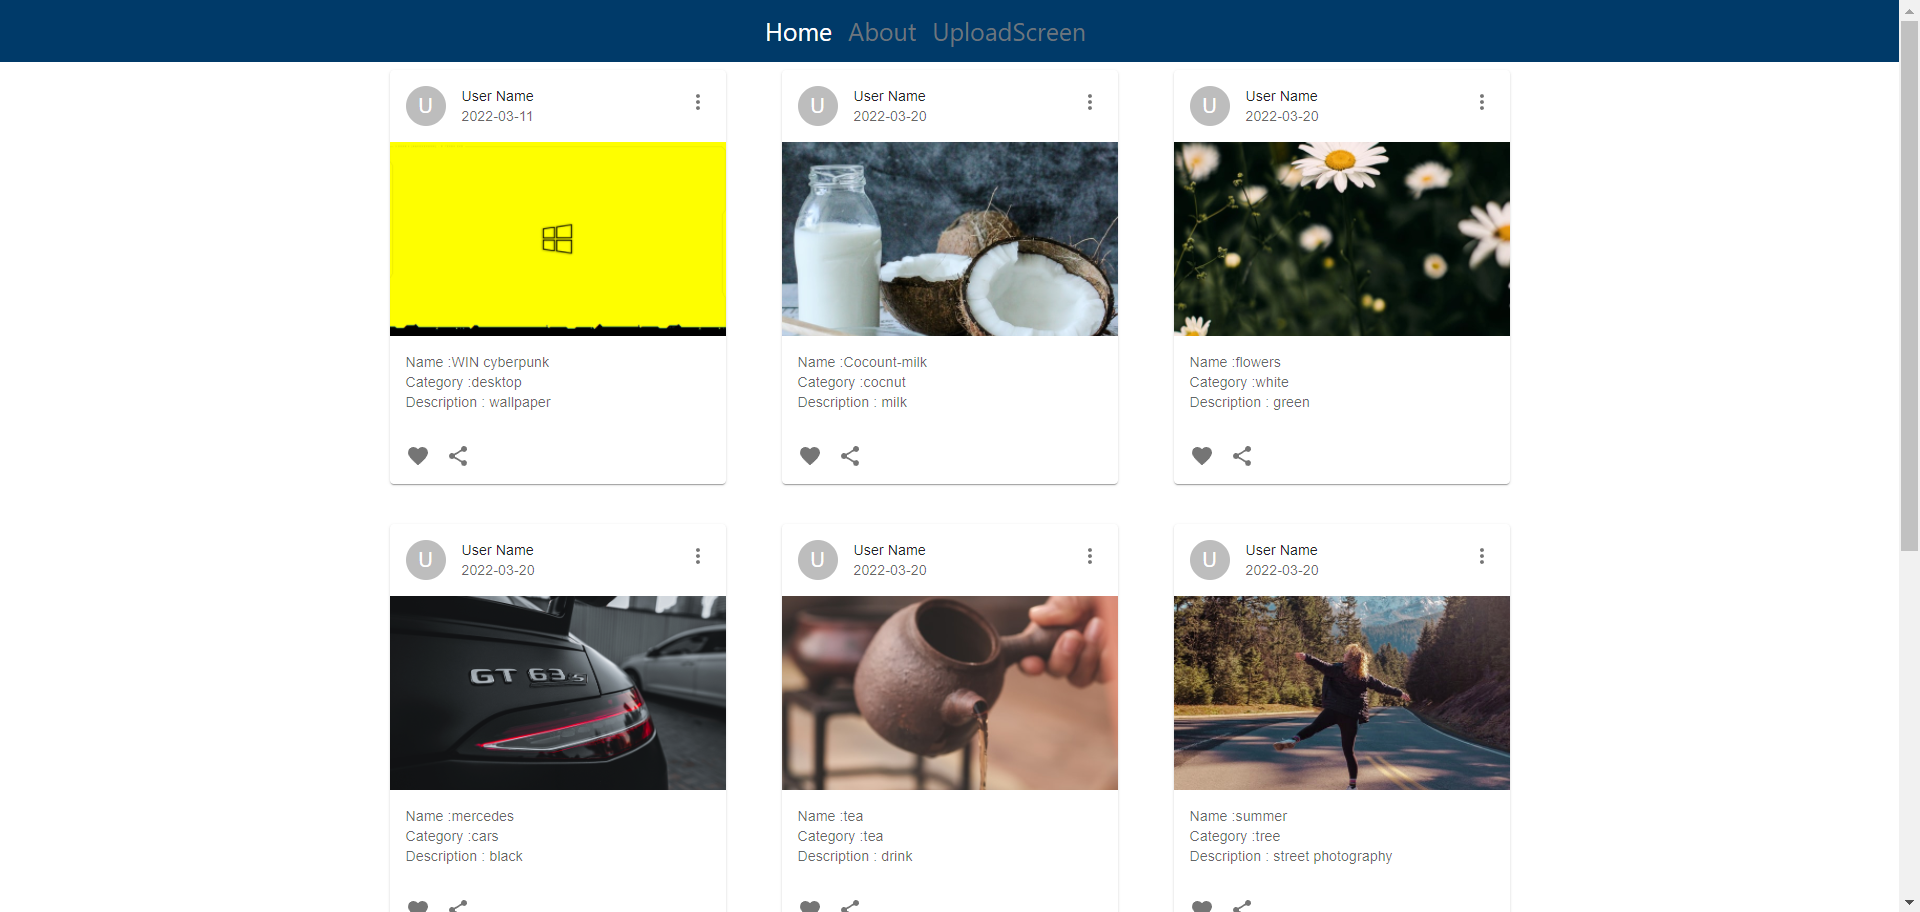 Home About UploadScreen
U
User Name
2022-03-11
Name :WIN cyberpunk
Category :desktop
Description : wallpaper
U
User Name
2022-03-20
Name :Cocount-milk
Category :cocnut
Description : milk
U
User Name
2022-03-20
Name :flowers
Category :white
Description : green
U
User Name
2022-03-20
GT 63 S
Name :mercedes
Category :cars
Description : black
U
User Name
2022-03-20
Name :tea
Category :tea
Description : drink
U
User Name
2022-03-20
Name :summer
Category :tree
Description : street photography